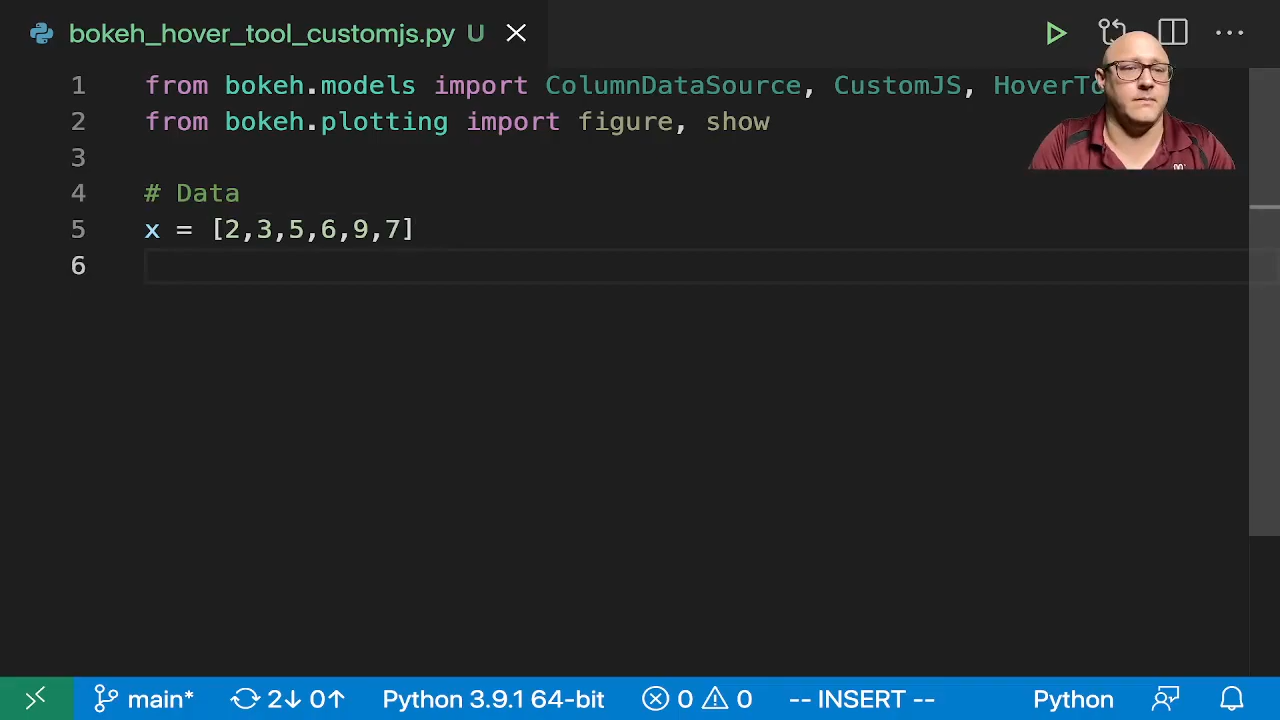 bokeh_hover_tool_customjs.py U
1 from bokeh.models import ColumnDataSource, CustomJS,
2 from bokeh.plotting import figure, show
3
4 # Data
5 x = [2,3,5,6,9,7]
6
main* 2↓ 0↑ Python 3.9.1 64-bit 0 0 -- INSERT -- Python